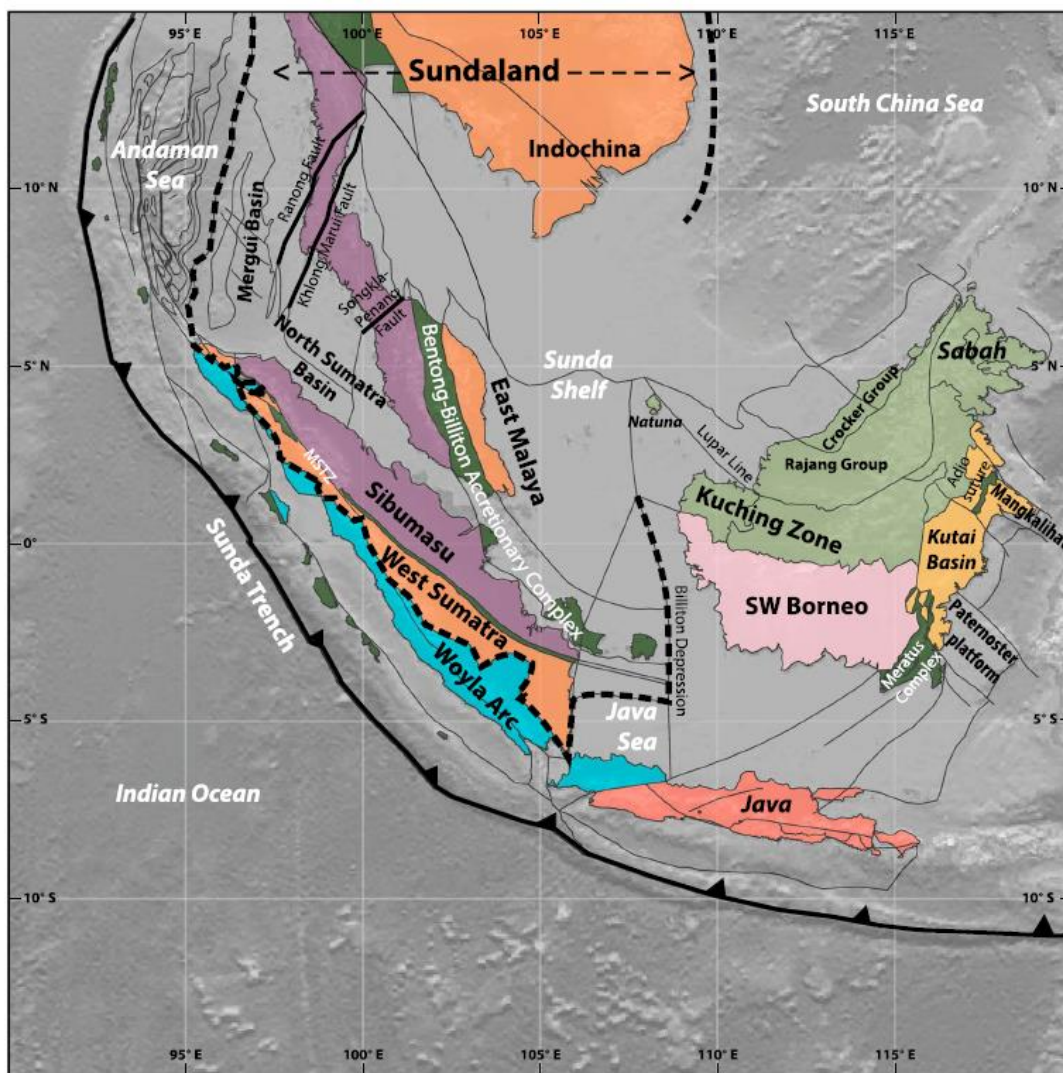 95° E
100° E
105° E
110° E
115° E
Sundaland
South China Sea
Andaman
Sea
Indochina
10° N
10° N
Ranong Fault
Mergui Basin
Khlong Marui Fault
Songkla-
Penang
Fault
North Sumatra
Basin
5° N
5° N
Bentong-Billiton Accretionary Complex
East Malaya
Sunda
Shelf
Sabah
Natuna
Lupar Line
Crocker Group
Rajang Group
Adio
suture
Mangkalihat
Kuching Zone
Kutai
Basin
MSTZ
Sibumasu
0°
0°
Sunda Trench
West Sumatra
SW Borneo
Billiton Depression
Paternoster
platform
Meratus
Complex
Woyla Arc
5° S
5° S
Java
Sea
Indian Ocean
Java
10° S
10° S
95° E
100° E
105° E
110° E
115° E